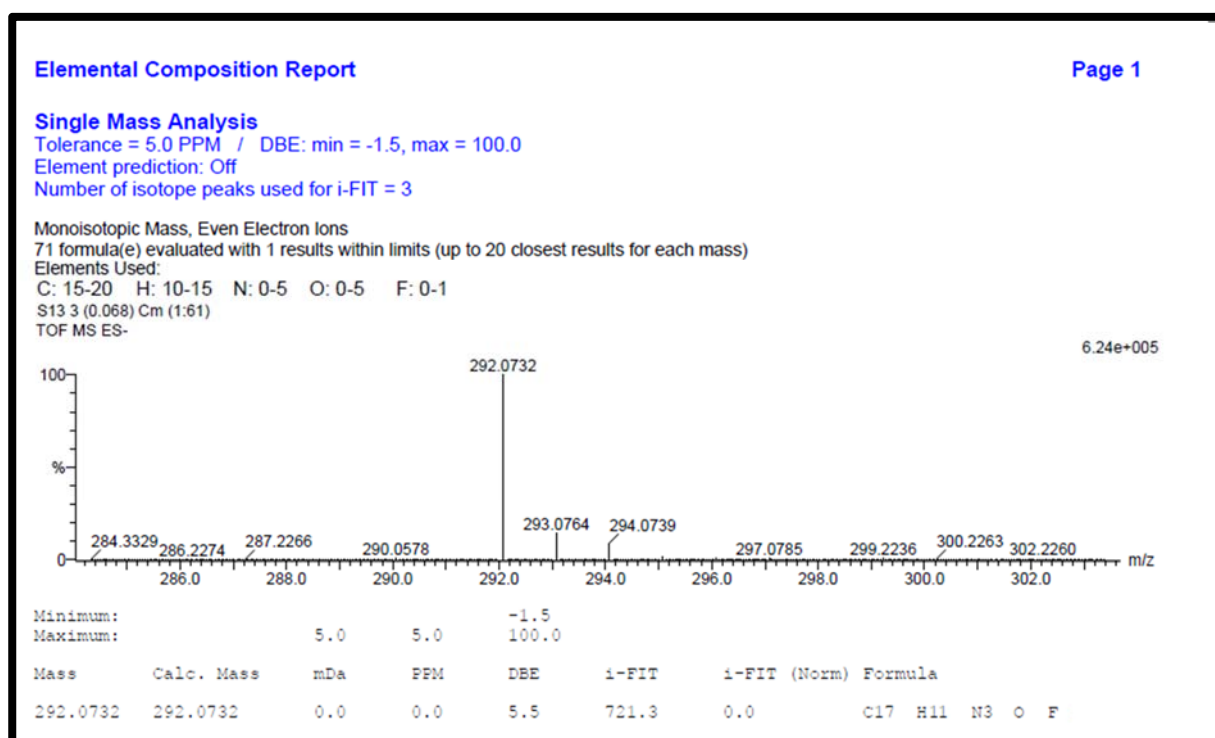 Elemental Composition Report Page 1
Single Mass Analysis
Tolerance = 5.0 PPM / DBE: min = -1.5, max = 100.0
Element prediction: Off
Number of isotope peaks used for i-FIT = 3
Monoisotopic Mass, Even Electron Ions
71 formula(e) evaluated with 1 results within limits (up to 20 closest results for each mass)
Elements Used:
C: 15-20 H: 10-15 N: 0-5 O: 0-5 F: 0-1
S13 3 (0.068) Cm (1:61)
TOF MS ES-
6.24e+005
292.0732
100
%
293.0764 294.0739
284.3329 286.2274 287.2266 290.0578 297.0785 299.2236 300.2263 302.2260
0 m/z
286.0 288.0 290.0 292.0 294.0 296.0 298.0 300.0 302.0
Minimum: -1.5
Maximum: 5.0 5.0 100.0
Mass Calc. Mass mDa PPM DBE i-FIT i-FIT (Norm) Formula
292.0732 292.0732 0.0 0.0 5.5 721.3 0.0 C17 H11 N3 O F